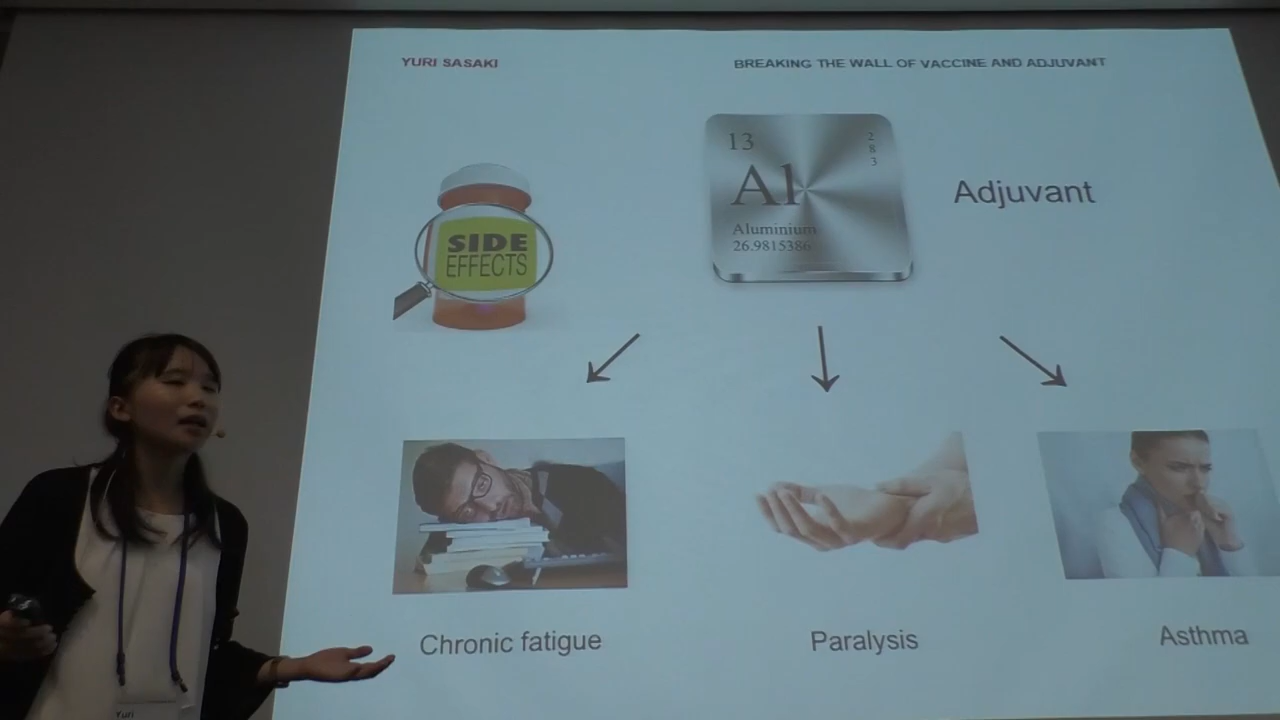 YURI SASAKI
BREAKING THE WALL OF VACCINE AND ADJUVANT
13
2
8
3
Al
Aluminium
26.9815386
Adjuvant
SIDE
EFFECTS
Chronic fatigue
Paralysis
Asthma
Yuri